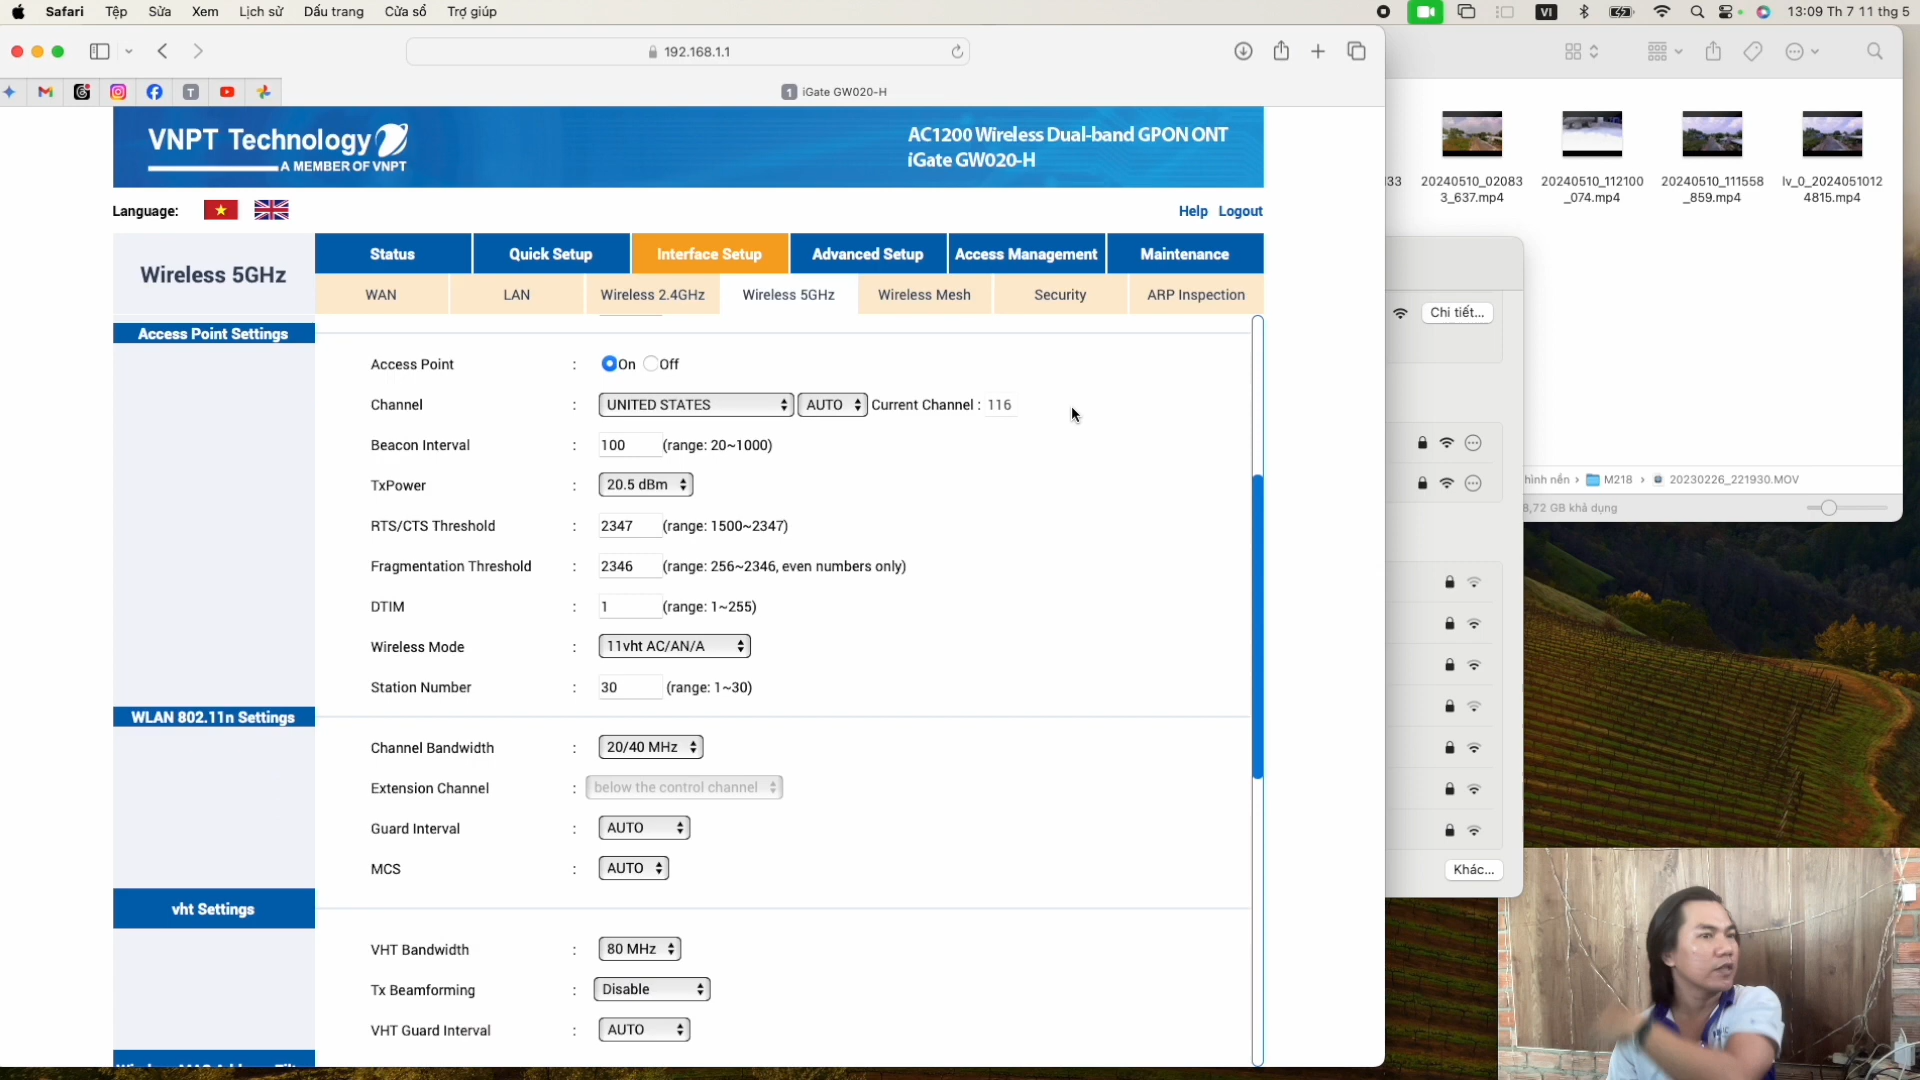 Safari Tệp Sửa Xem Lịch sử Dấu trang Cửa sổ Trợ giúp VI 13:09 Th 7 11 thg 5
192.168.1.1
T 1 iGate GW020-H
VNPT Technology
A MEMBER OF VNPT
AC1200 Wireless Dual-band GPON ONT
iGate GW020-H
Language: Help Logout
Wireless 5GHz
Status Quick Setup Interface Setup Advanced Setup Access Management Maintenance
WAN LAN Wireless 2.4GHz Wireless 5GHz Wireless Mesh Security ARP Inspection
Access Point Settings
Access Point : On Off
Channel : UNITED STATES AUTO Current Channel : 116
Beacon Interval : 100 (range: 20~1000)
TxPower : 20.5 dBm
RTS/CTS Threshold : 2347 (range: 1500~2347)
Fragmentation Threshold : 2346 (range: 256~2346, even numbers only)
DTIM : 1 (range: 1~255)
Wireless Mode : 11vht AC/AN/A
Station Number : 30 (range: 1~30)
WLAN 802.11n Settings
Channel Bandwidth : 20/40 MHz
Extension Channel : below the control channel
Guard Interval : AUTO
MCS : AUTO
vht Settings
VHT Bandwidth : 80 MHz
Tx Beamforming : Disable
VHT Guard Interval : AUTO
33 20240510_02083 20240510_112100 20240510_111558 lv_0_2024051012
3_637.mp4 _074.mp4 _859.mp4 4815.mp4
Chi tiết...
hình nền › M218 › 20230226_221930.MOV
8,72 GB khả dụng
Khác...